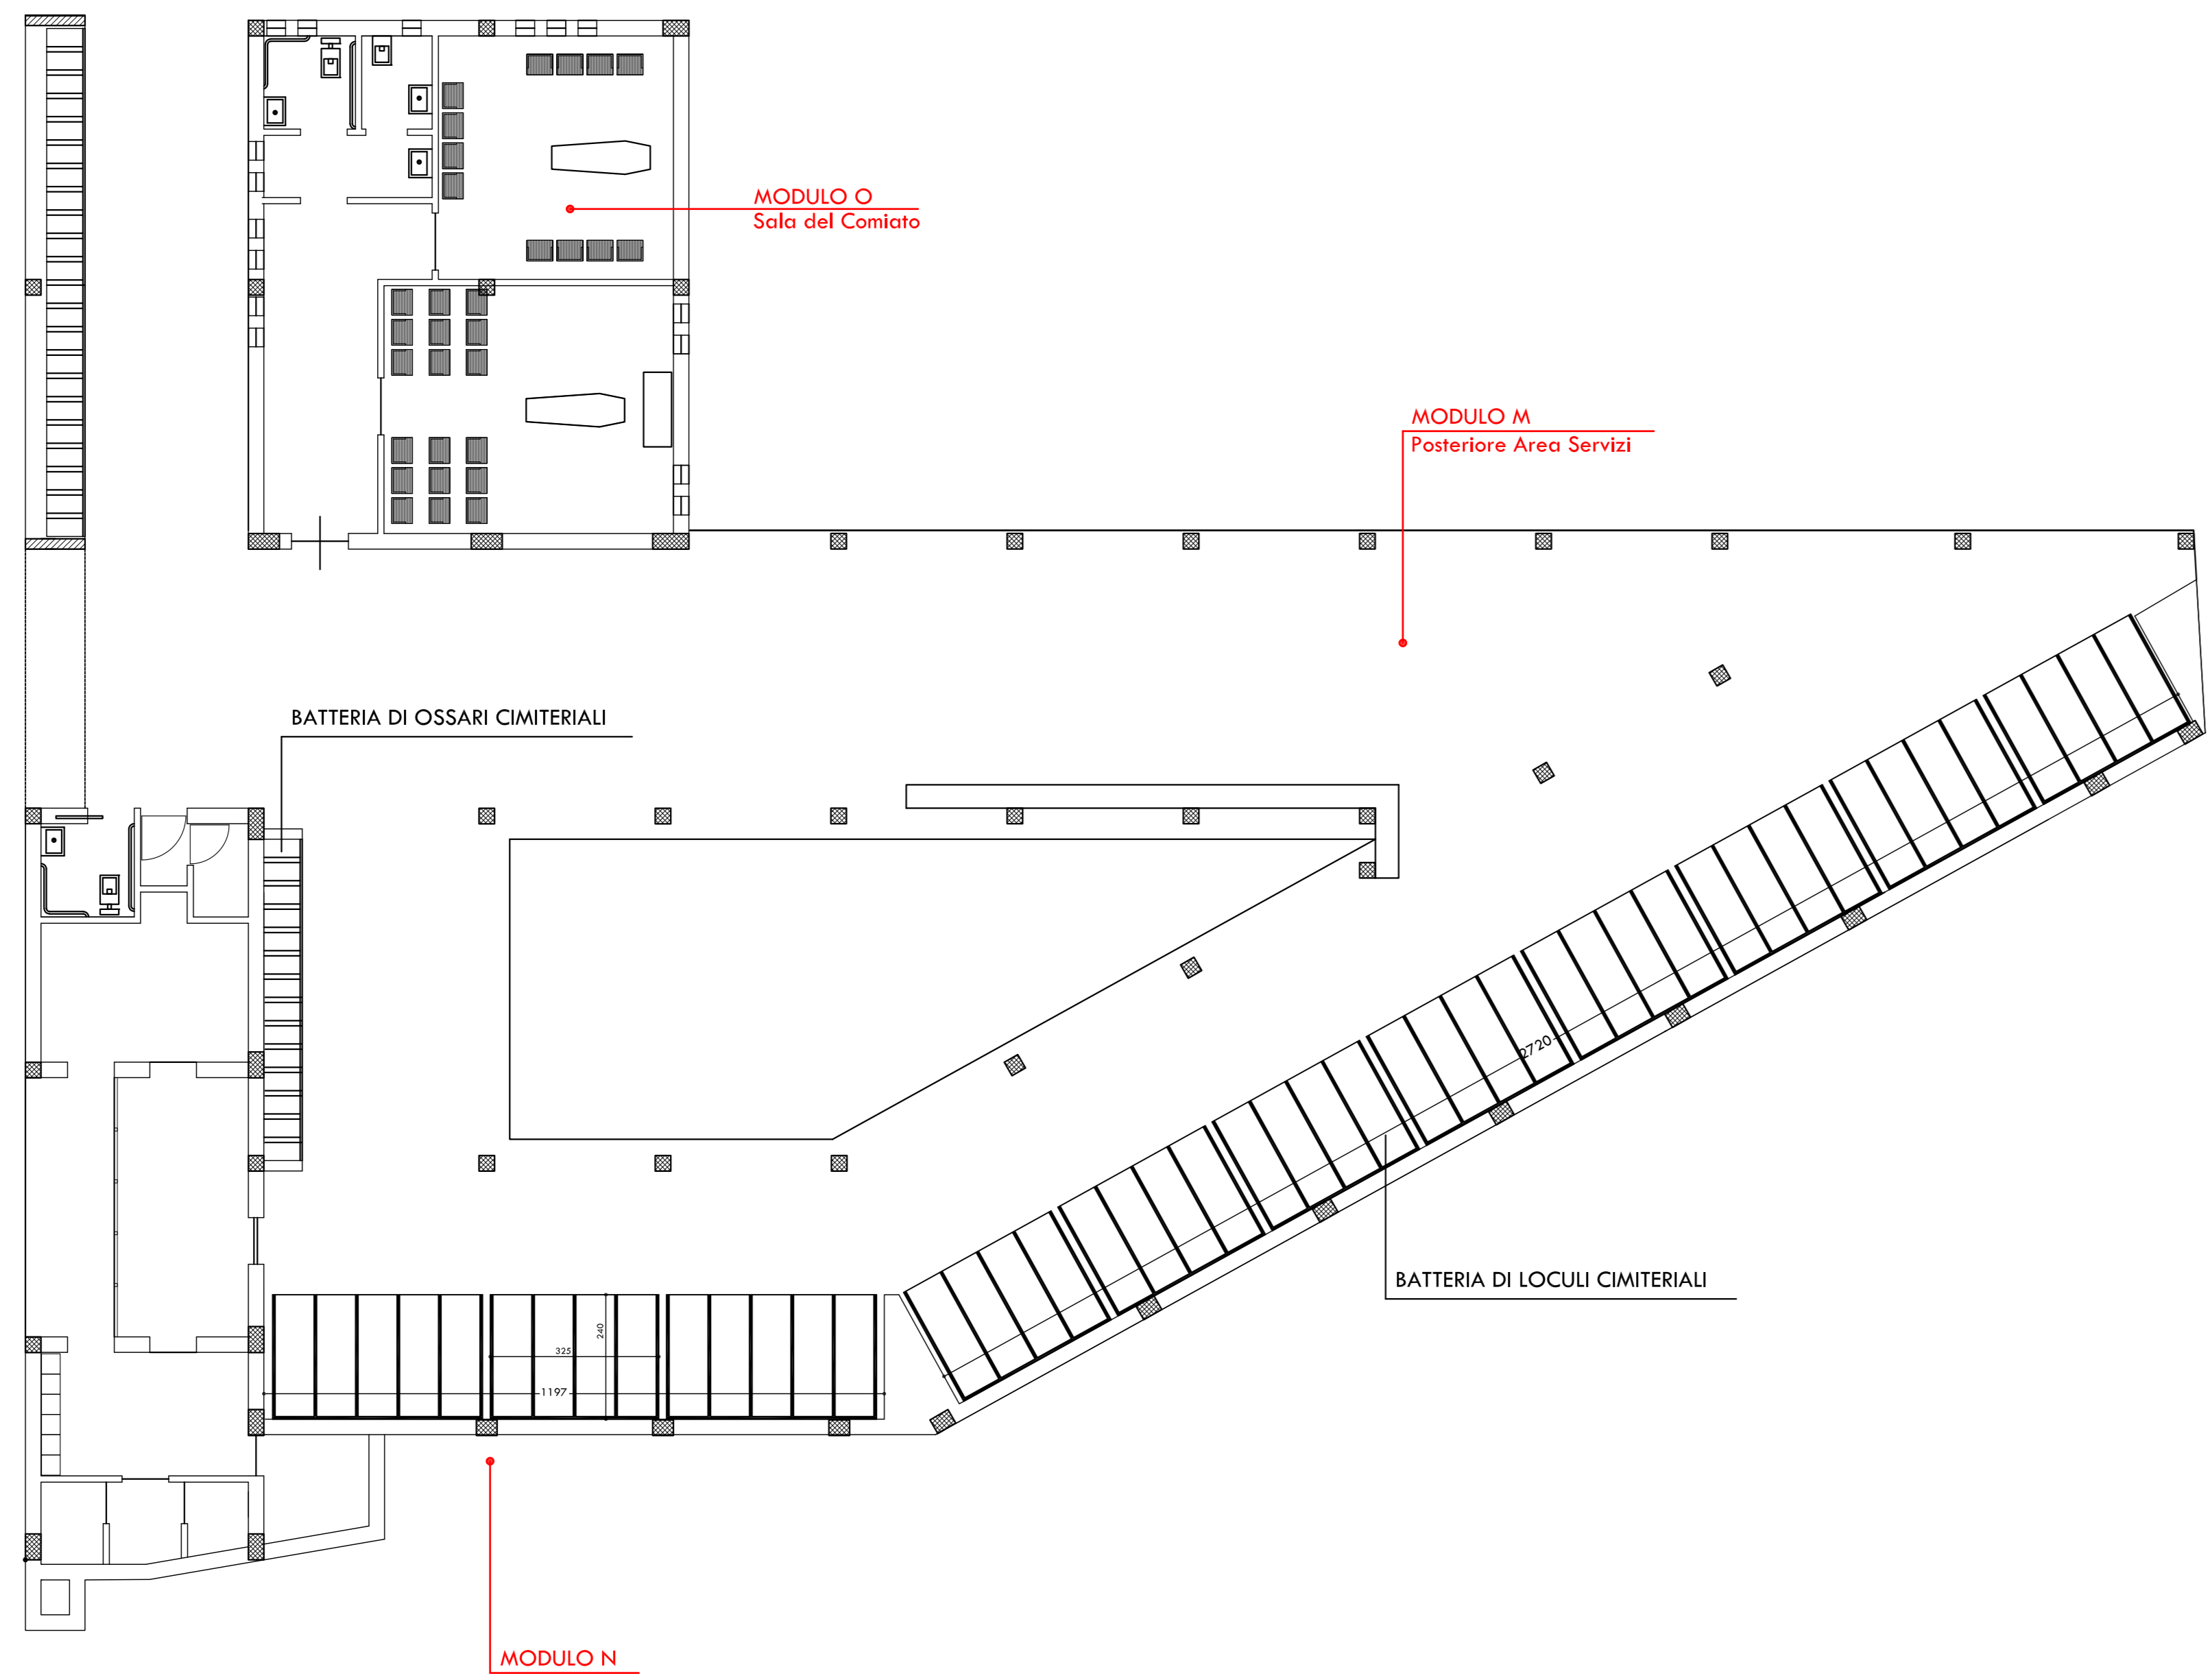 MODULO O
Sala del Comiato
MODULO M
Posteriore Area Servizi
BATTERIA DI OSSARI CIMITERIALI
2720
BATTERIA DI LOCULI CIMITERIALI
240
325
1197
MODULO N